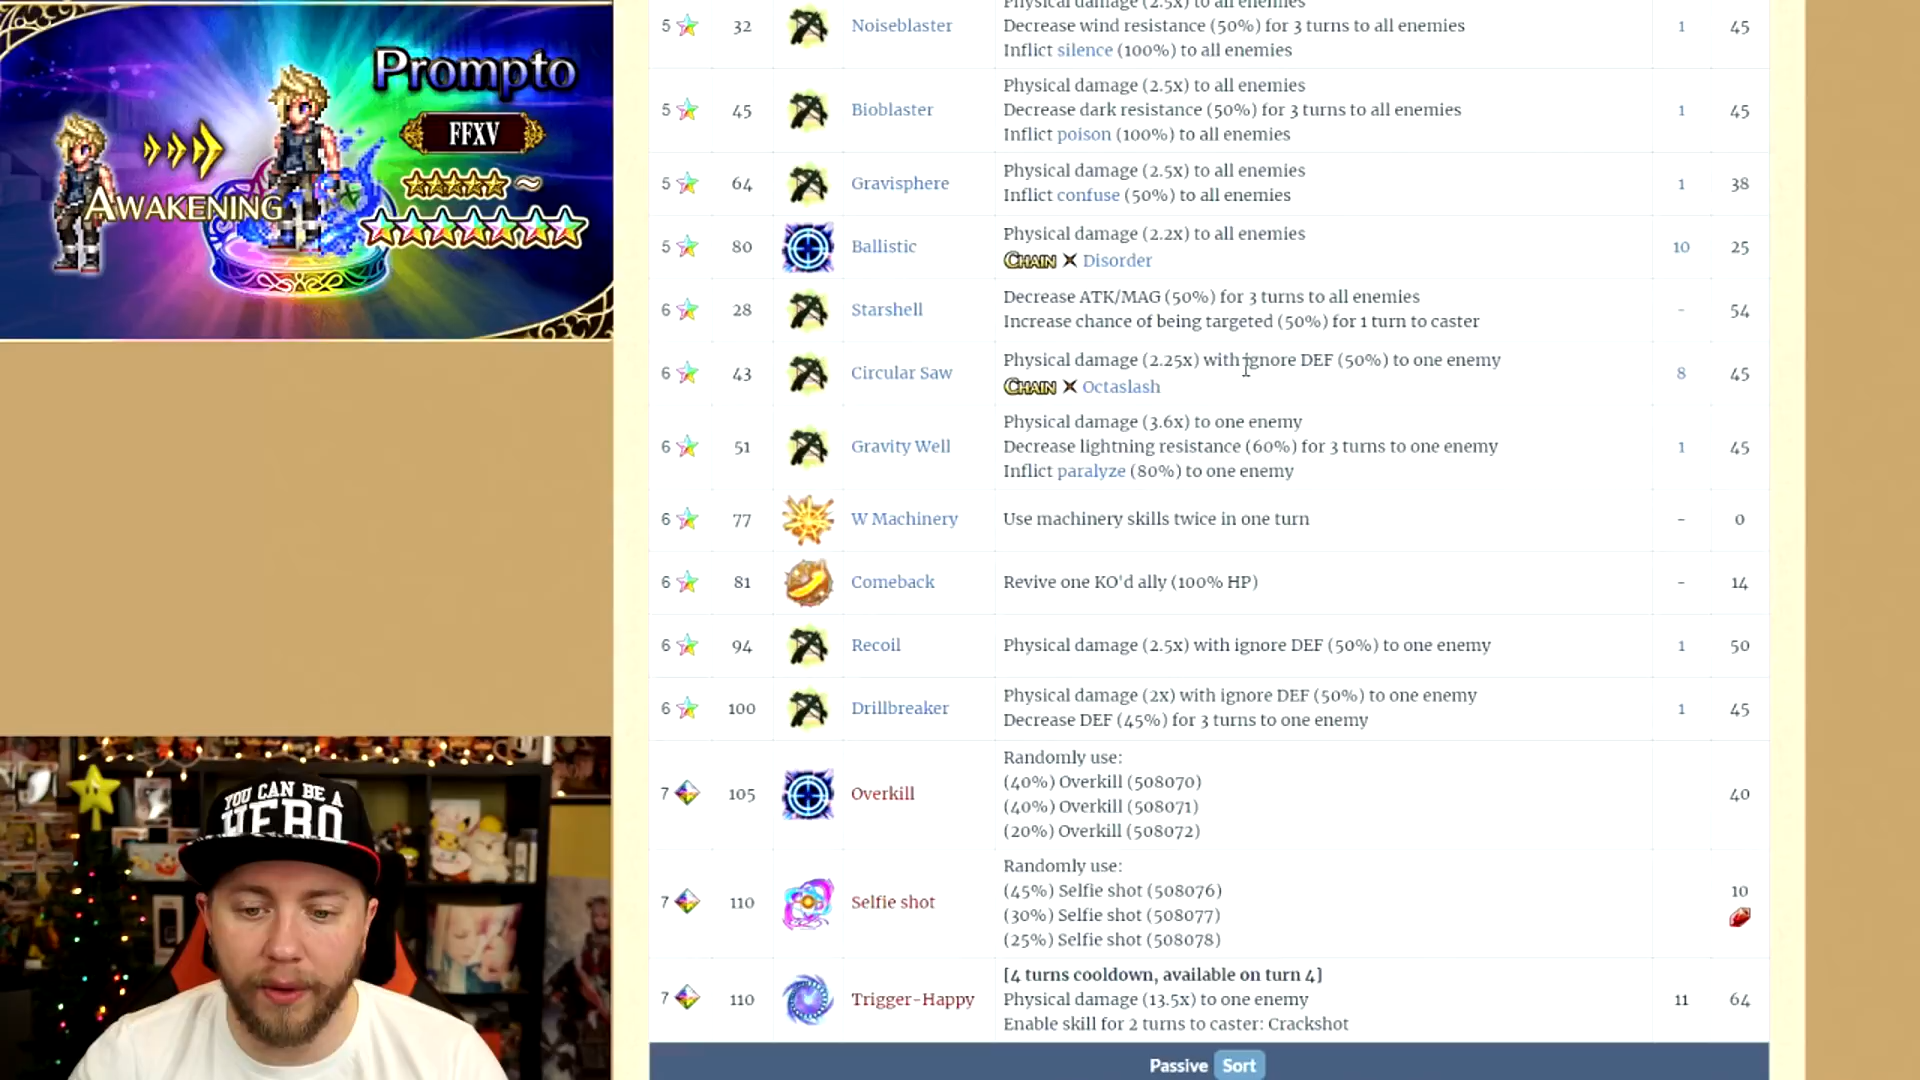 Prompto
FFXV
AWAKENING
YOU CAN BE A
HERO
5 32 Noiseblaster Physical damage (2.5x) to all enemies
Decrease wind resistance (50%) for 3 turns to all enemies 1 45
Inflict silence (100%) to all enemies
5 45 Bioblaster Physical damage (2.5x) to all enemies
Decrease dark resistance (50%) for 3 turns to all enemies 1 45
Inflict poison (100%) to all enemies
5 64 Gravisphere Physical damage (2.5x) to all enemies 1 38
Inflict confuse (50%) to all enemies
5 80 Ballistic Physical damage (2.2x) to all enemies 10 25
CHAIN Disorder
6 28 Starshell Decrease ATK/MAG (50%) for 3 turns to all enemies - 54
Increase chance of being targeted (50%) for 1 turn to caster
6 43 Circular Saw Physical damage (2.25x) with ignore DEF (50%) to one enemy 8 45
CHAIN Octaslash
6 51 Gravity Well Physical damage (3.6x) to one enemy
Decrease lightning resistance (60%) for 3 turns to one enemy 1 45
Inflict paralyze (80%) to one enemy
6 77 W Machinery Use machinery skills twice in one turn - 0
6 81 Comeback Revive one KO'd ally (100% HP) - 14
6 94 Recoil Physical damage (2.5x) with ignore DEF (50%) to one enemy 1 50
6 100 Drillbreaker Physical damage (2x) with ignore DEF (50%) to one enemy 1 45
Decrease DEF (45%) for 3 turns to one enemy
7 105 Overkill Randomly use: 40
(40%) Overkill (508070)
(40%) Overkill (508071)
(20%) Overkill (508072)
7 110 Selfie shot Randomly use: 10
(45%) Selfie shot (508076)
(30%) Selfie shot (508077)
(25%) Selfie shot (508078)
7 110 Trigger-Happy [4 turns cooldown, available on turn 4]
Physical damage (13.5x) to one enemy 11 64
Enable skill for 2 turns to caster: Crackshot
Passive Sort